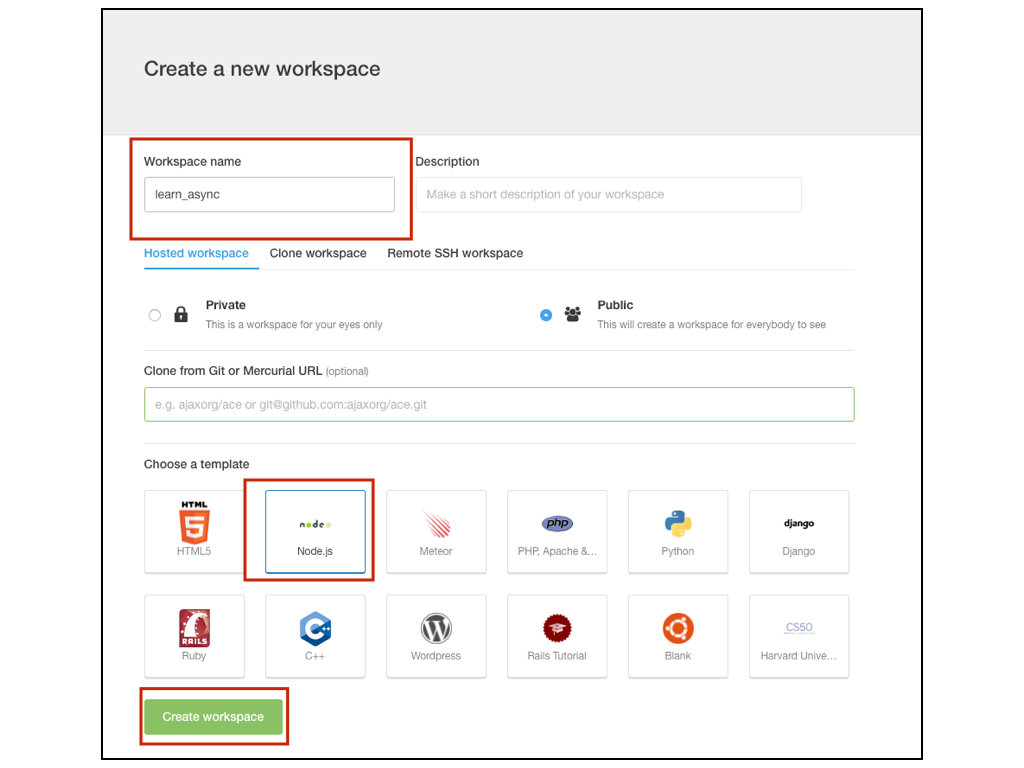 Create a new workspace
Workspace name
Description
learn_async
Make a short description of your workspace
Hosted workspace
Clone workspace
Remote SSH workspace
Private
This is a workspace for your eyes only
Public
This will create a workspace for everybody to see
Clone from Git or Mercurial URL (optional)
e.g. ajaxorg/ace or git@github.com:ajaxorg/ace.git
Choose a template
HTML
5
HTML5
node
Node.js
Meteor
php
PHP, Apache &...
Python
django
Django
RAILS
Ruby
C++
C++
W
Wordpress
Rails Tutorial
Blank
CS50
Harvard Unive...
Create workspace